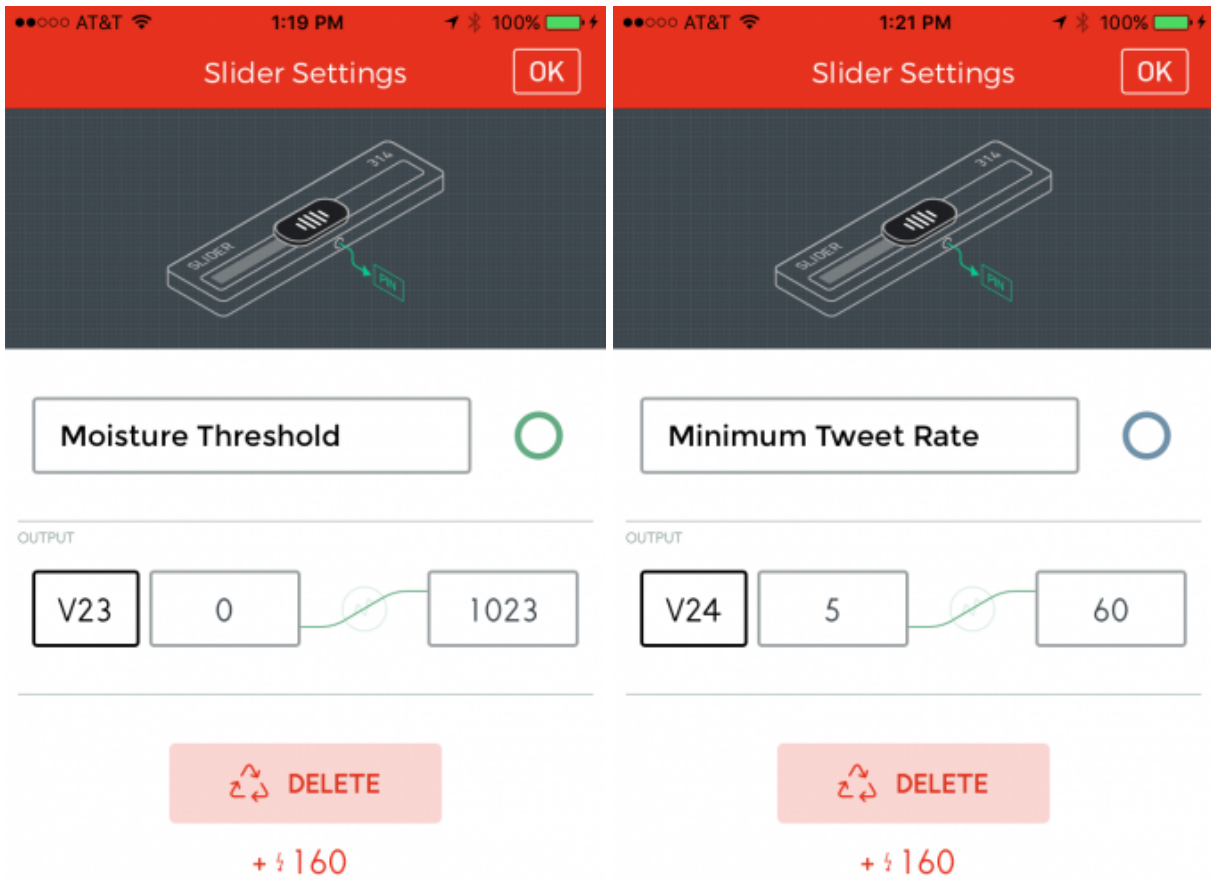 AT&T 1:19 PM 100%
Slider Settings OK
314
SLIDER
PIN
Moisture Threshold
OUTPUT
V23 0 1023
DELETE
+ 160
AT&T 1:21 PM 100%
Slider Settings OK
314
SLIDER
PIN
Minimum Tweet Rate
OUTPUT
V24 5 60
DELETE
+ 160